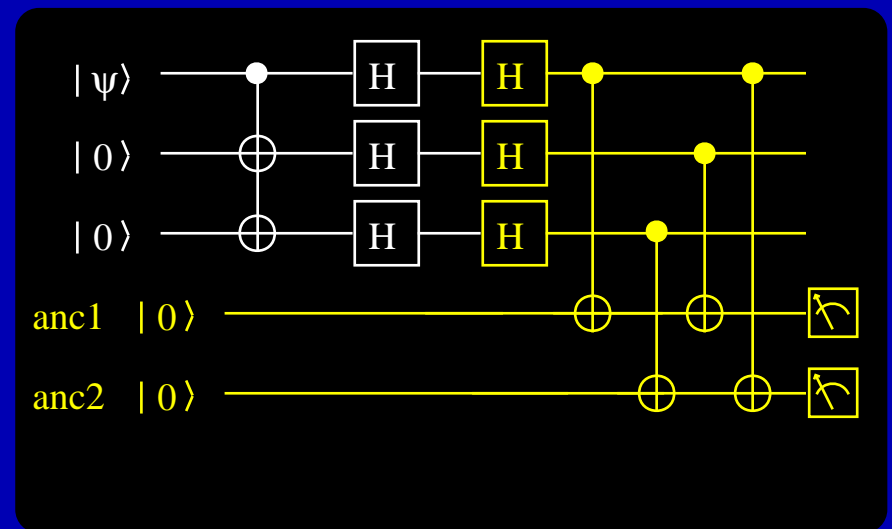 |ψ⟩ H H
|0⟩ H H
|0⟩ H H
anc1 |0⟩
anc2 |0⟩